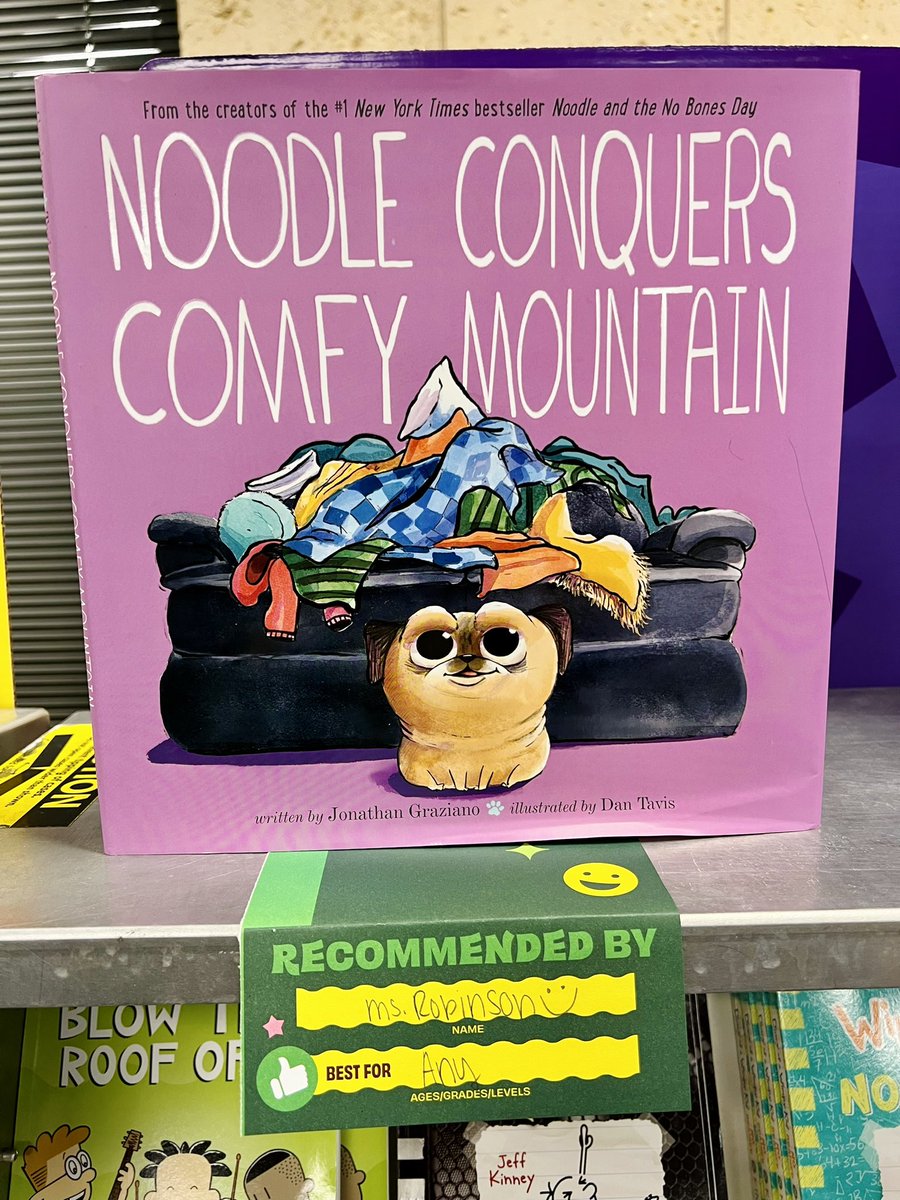 From the creators of the #1 New York Times bestseller Noodle and the No Bones Day
NOODLE CONQUERS
COMFY MOUNTAIN
written by Jonathan Graziano illustrated by Dan Tavis
RECOMMENDED BY
ms. Robinson
NAME
BEST FOR Any
AGES/GRADES/LEVELS
BLOW
ROOF OF
Jeff
Kinney
NO